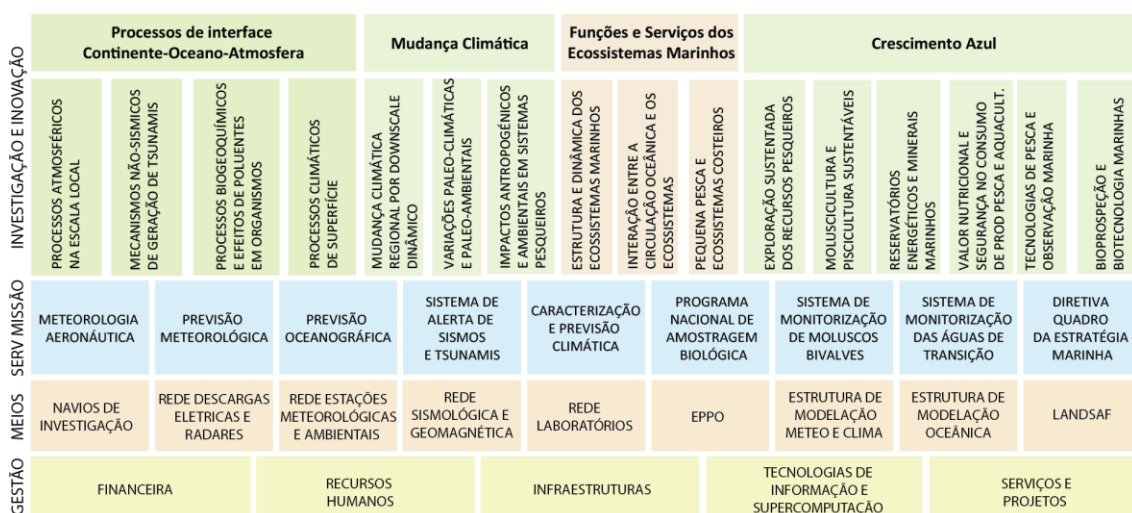 Processos de interface
Continente-Oceano-Atmosfera
Mudança Climática
Funções e Serviços dos
Ecossistemas Marinhos
Crescimento Azul
INVESTIGAÇÃO E INOVAÇÃO
PROCESSOS ATMOSFÉRICOS
NA ESCALA LOCAL
MECANISMOS NÃO-SISMICOS
DE GERAÇÃO DE TSUNAMIS
PROCESSOS BIOGEOQUÍMICOS
E EFEITOS DE POLUENTES
EM ORGANISMOS
PROCESSOS CLIMÁTICOS
DE SUPERFÍCIE
MUDANÇA CLIMÁTICA
REGIONAL POR DOWNSCALE
DINÂMICO
VARIAÇÕES PALEO-CLIMÁTICAS
E PALEO-AMBIENTAIS
IMPACTOS ANTROPOGÉNICOS
E AMBIENTAIS EM SISTEMAS
PESQUEIROS
ESTRUTURA E DINÂMICA DOS
ECOSSISTEMAS MARINHOS
INTERAÇÃO ENTRE A
CIRCULAÇÃO OCEÂNICA E OS
ECOSSISTEMAS
PEQUENA PESCA E
ECOSSISTEMAS COSTEIROS
EXPLORAÇÃO SUSTENTADA
DOS RECURSOS PESQUEIROS
MOLUSCICULTURA E
PISCICULTURA SUSTENTÁVEIS
RESERVATÓRIOS
ENERGÉTICOS E MINERAIS
MARINHOS
VALOR NUTRICIONAL E
SEGURANÇA NO CONSUMO
DE PROD PESCA E AQUACULT.
TECNOLOGIAS DE PESCA E
OBSERVAÇÃO MARINHA
BIOPROSPEÇÃO E
BIOTECNOLOGIA MARINHAS
SERV MISSÃO
METEOROLOGIA
AERONÁUTICA
PREVISÃO
METEOROLÓGICA
PREVISÃO
OCEANOGRÁFICA
SISTEMA DE
ALERTA DE
SISMOS
E TSUNAMIS
CARACTERIZAÇÃO
E PREVISÃO
CLIMÁTICA
PROGRAMA
NACIONAL DE
AMOSTRAGEM
BIOLÓGICA
SISTEMA DE
MONITORIZAÇÃO
DE MOLUSCOS
BIVALVES
SISTEMA DE
MONITORIZAÇÃO
DAS ÁGUAS DE
TRANSIÇÃO
DIRETIVA
QUADRO
DA ESTRATÉGIA
MARINHA
MEIOS
NAVIOS DE
INVESTIGAÇÃO
REDE DESCARGAS
ELETRICAS E
RADARES
REDE ESTAÇÕES
METEOROLÓGICAS
E AMBIENTAIS
REDE
SISMOLÓGICA E
GEOMAGNÉTICA
REDE
LABORATÓRIOS
EPPO
ESTRUTURA DE
MODELAÇÃO
METEO E CLIMA
ESTRUTURA DE
MODELAÇÃO
OCEÂNICA
LANDSAF
GESTÃO
FINANCEIRA
RECURSOS
HUMANOS
INFRAESTRUTURAS
TECNOLOGIAS DE
INFORMAÇÃO E
SUPERCOMPUTAÇÃO
SERVIÇOS E
PROJETOS